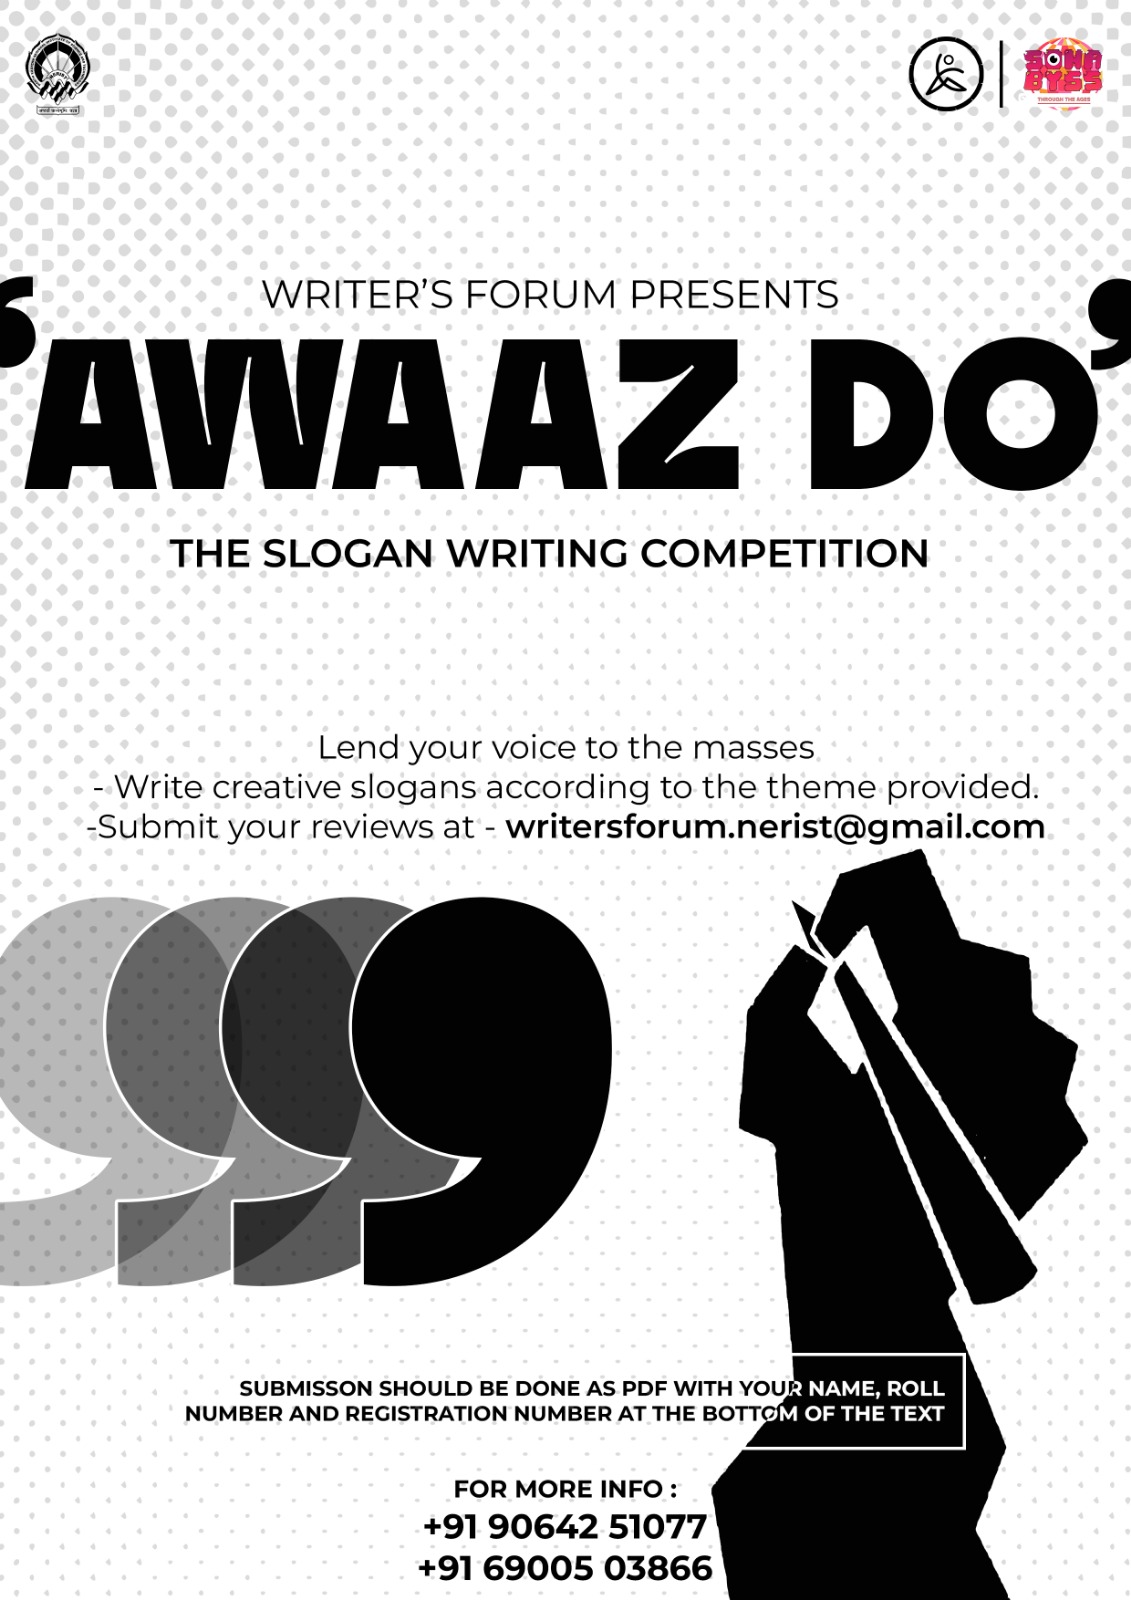 SONA
BYSS
THROUGH THE AGES
WRITER'S FORUM PRESENTS
'AWAAZ DO'
THE SLOGAN WRITING COMPETITION
Lend your voice to the masses
- Write creative slogans according to the theme provided.
-Submit your reviews at - writersforum.nerist@gmail.com
SUBMISSON SHOULD BE DONE AS PDF WITH YOUR NAME, ROLL
NUMBER AND REGISTRATION NUMBER AT THE BOTTOM OF THE TEXT
FOR MORE INFO :
+91 90642 51077
+91 69005 03866